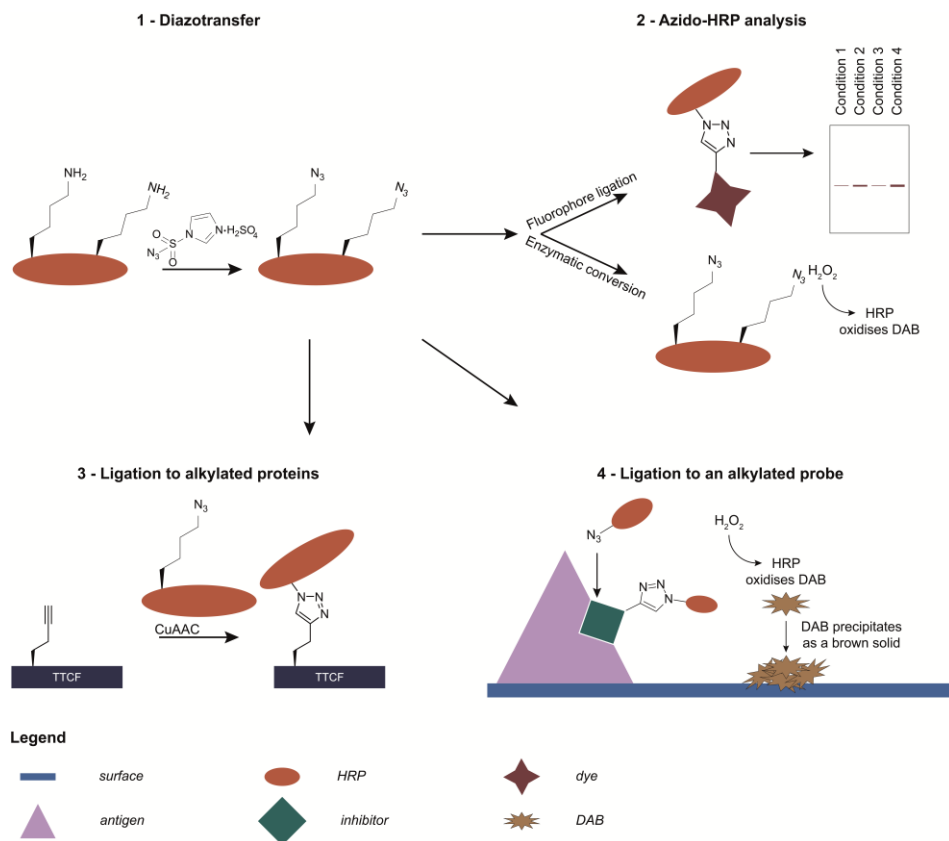 1 - Diazotransfer
2 - Azido-HRP analysis
Condition 1
Condition 2
Condition 3
Condition 4
NH2
NH2
N3
O
S
O
N
N
H2SO4
N3
N3
N
N
N
Fluorophore ligation
Enzymatic conversion
N3
N3
H2O2
HRP
oxidises DAB
3 - Ligation to alkylated proteins
N3
CuAAC
TTCF
N
N
N
TTCF
4 - Ligation to an alkylated probe
N3
N
N
N
H2O2
HRP
oxidises DAB
DAB precipitates
as a brown solid
Legend
surface
HRP
dye
antigen
inhibitor
DAB